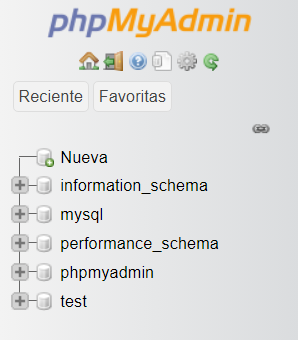 phpMyAdmin
Reciente Favoritas
Nueva
information_schema
mysql
performance_schema
phpmyadmin
test